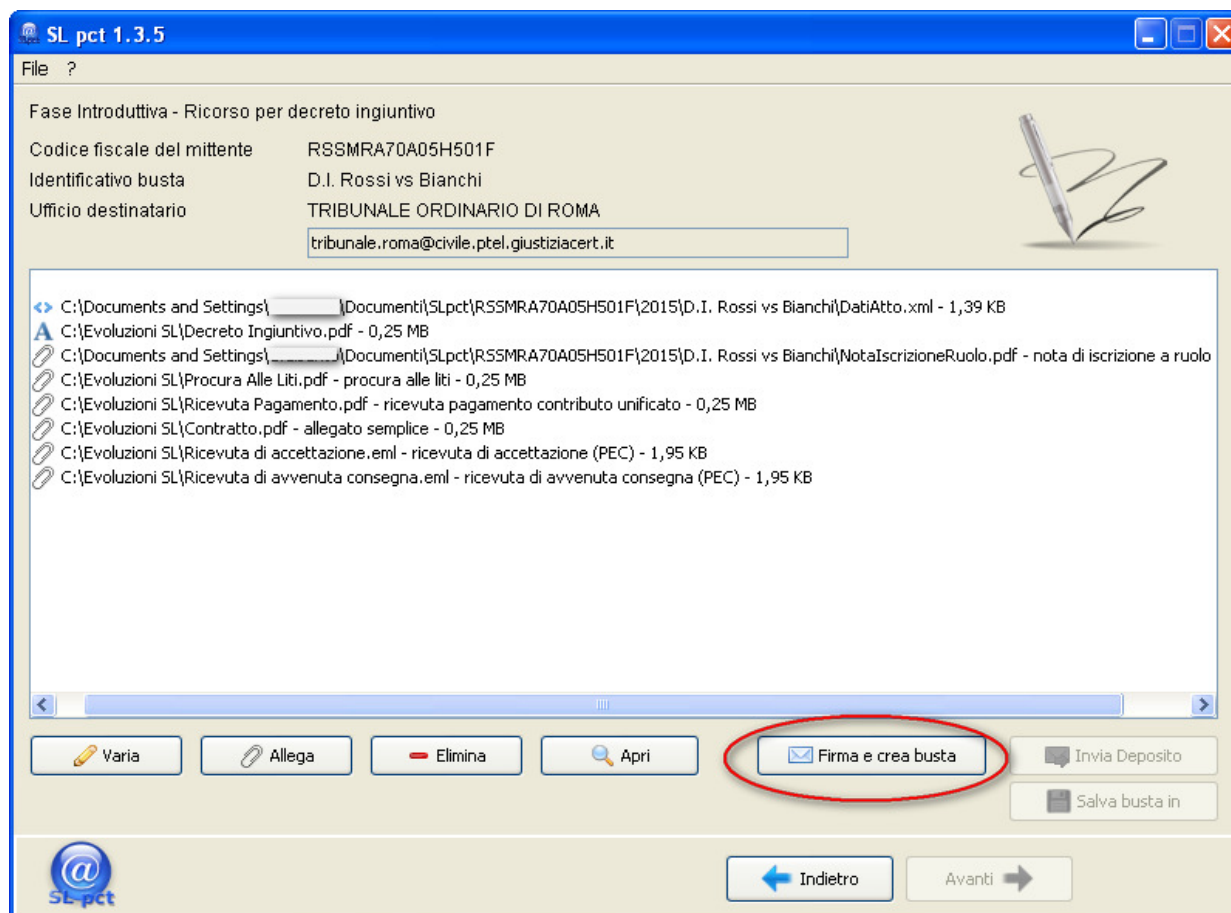 SL pct 1.3.5
File ?
Fase Introduttiva - Ricorso per decreto ingiuntivo
Codice fiscale del mittente RSSMRA70A05H501F
Identificativo busta D.I. Rossi vs Bianchi
Ufficio destinatario TRIBUNALE ORDINARIO DI ROMA
tribunale.roma@civile.ptel.giustiziacert.it
C:\Documents and Settings\ \Documenti\SLpct\RSSMRA70A05H501F\2015\D.I. Rossi vs Bianchi\DatiAtto.xml - 1,39 KB
C:\Evoluzioni SL\Decreto Ingiuntivo.pdf - 0,25 MB
C:\Documents and Settings\ \Documenti\SLpct\RSSMRA70A05H501F\2015\D.I. Rossi vs Bianchi\NotaIscrizioneRuolo.pdf - nota di iscrizione a ruolo
C:\Evoluzioni SL\Procura Alle Liti.pdf - procura alle liti - 0,25 MB
C:\Evoluzioni SL\Ricevuta Pagamento.pdf - ricevuta pagamento contributo unificato - 0,25 MB
C:\Evoluzioni SL\Contratto.pdf - allegato semplice - 0,25 MB
C:\Evoluzioni SL\Ricevuta di accettazione.eml - ricevuta di accettazione (PEC) - 1,95 KB
C:\Evoluzioni SL\Ricevuta di avvenuta consegna.eml - ricevuta di avvenuta consegna (PEC) - 1,95 KB
Varia Allega Elimina Apri Firma e crea busta Invia Deposito
Salva busta in
SL pct Indietro Avanti